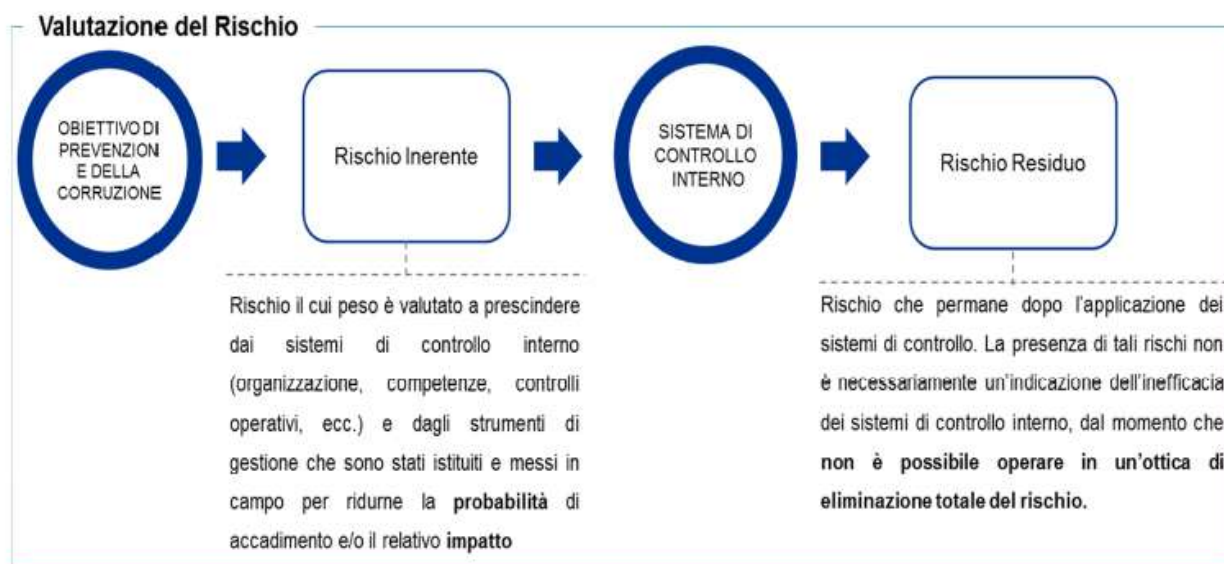 Valutazione del Rischio
OBIETTIVO DI
PREVENZION
E DELLA
CORRUZIONE
Rischio Inerente
SISTEMA DI
CONTROLLO
INTERNO
Rischio Residuo
Rischio il cui peso è valutato a prescindere
dai sistemi di controllo interno
(organizzazione, competenze, controlli
operativi, ecc.) e dagli strumenti di
gestione che sono stati istituiti e messi in
campo per ridurne la probabilità di
accadimento e/o il relativo impatto
Rischio che permane dopo l'applicazione dei
sistemi di controllo. La presenza di tali rischi non
è necessariamente un'indicazione dell'inefficacia
dei sistemi di controllo interno, dal momento che
non è possibile operare in un'ottica di
eliminazione totale del rischio.